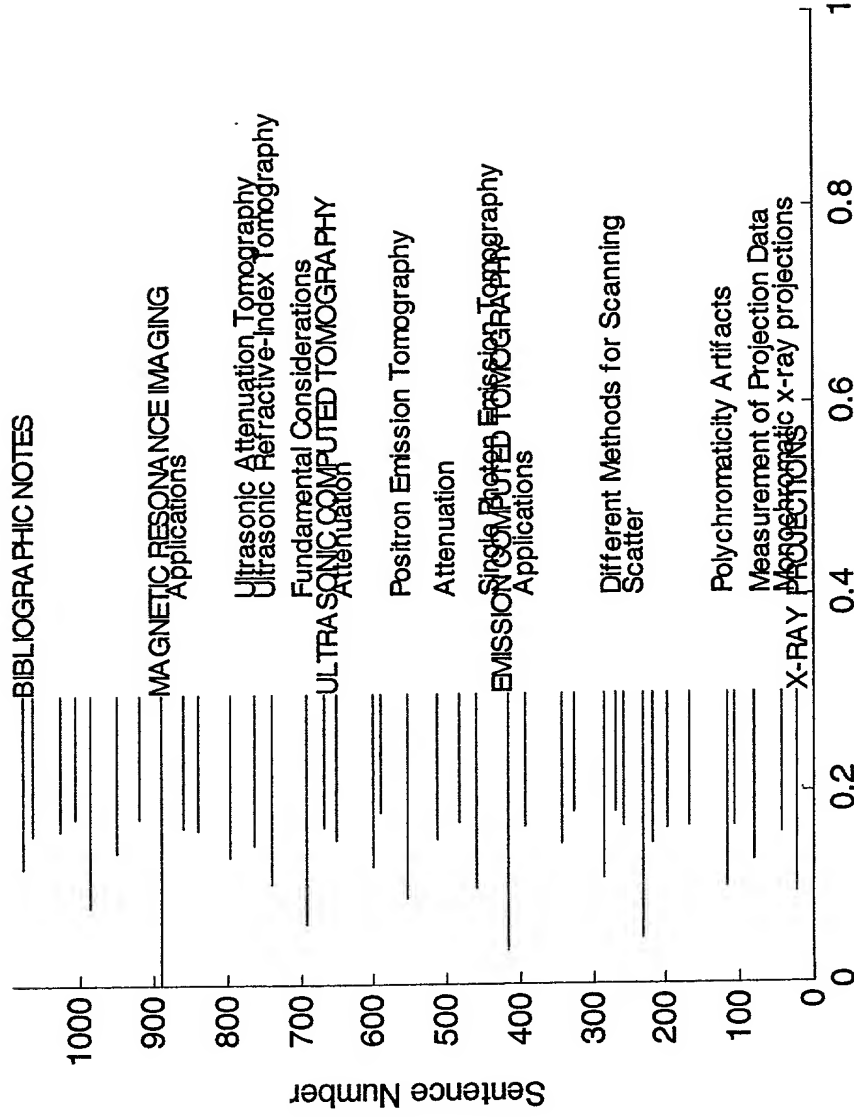 BIBLIOGRAPHIC NOTES
MAGNETIC RESONANCE IMAGING
Applications
Ultrasonic Attenuation Tomography
Ultrasonic Refractive-Index Tomography
Fundamental Considerations
ULTRASONIC COMPUTED TOMOGRAPHY
Attenuation
Positron Emission Tomography
Attenuation
Single Photon Emission Tomography
EMISSION COMPUTED TOMOGRAPHY
Applications
Different Methods for Scanning
Scatter
Polychromaticity Artifacts
Measurement of Projection Data
Monochromatic x-ray projections
X-RAY PROJECTIONS
1000
900
800
700
600
500
400
300
200
100
0
Sentence Number
0
0.2
0.4
0.6
0.8
1